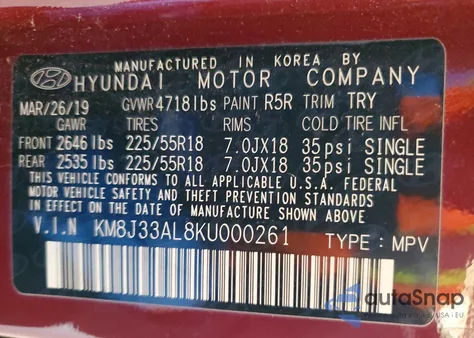 MANUFACTURED IN KOREA BY
HYUNDAI MOTOR COMPANY
MAR/26/19 GVWR 4718 lbs PAINT R5R TRIM TRY
GAWR TIRES RIMS COLD TIRE INFL
FRONT 2646 lbs 225/55R18 7.0JX18 35psi SINGLE
REAR 2535 lbs 225/55R18 7.0JX18 35psi SINGLE
THIS VEHICLE CONFORMS TO ALL APPLICABLE U.S.A. FEDERAL
MOTOR VEHICLE SAFETY AND THEFT PREVENTION STANDARDS
IN EFFECT ON THE DATE OF MANUFACTURE SHOWN ABOVE.
V.I.N KM8J33AL8KU000261 TYPE: MPV
autaSnap
USA i EU